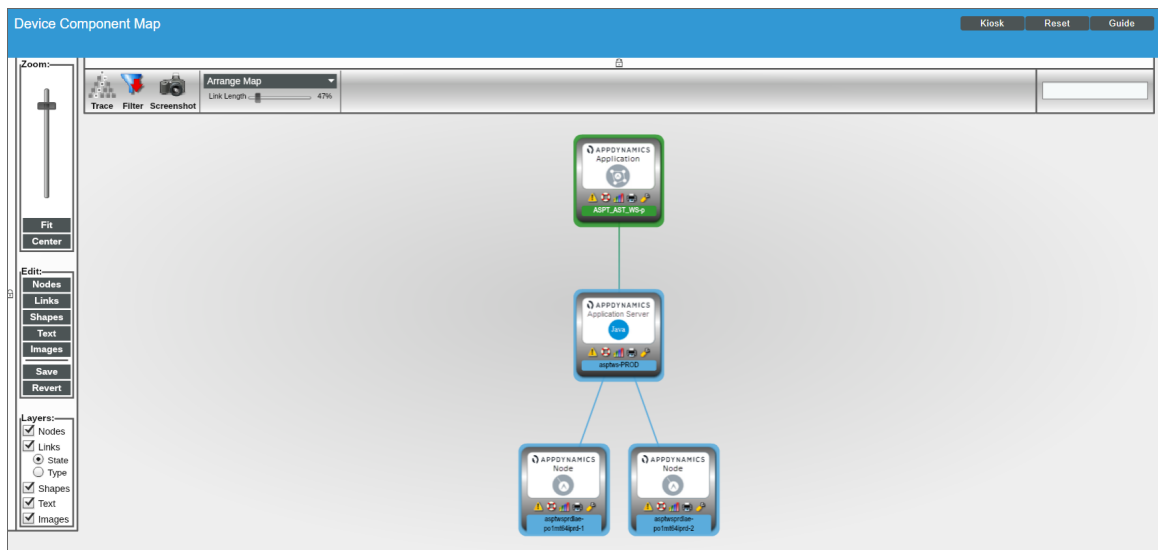 Device Component Map
Kiosk Reset Guide
Zoom:
Trace Filter Screenshot
Arrange Map
Link Length 47%
Fit
Center
Edit:
Nodes
Links
Shapes
Text
Images
Save
Revert
Layers:
Nodes
Links
State
Type
Shapes
Text
Images
APPDYNAMICS
Application
ASPT_AST_WS-p
APPDYNAMICS
Application Server
Java
asptws-PROD
APPDYNAMICS
Node
APPDYNAMICS
Node